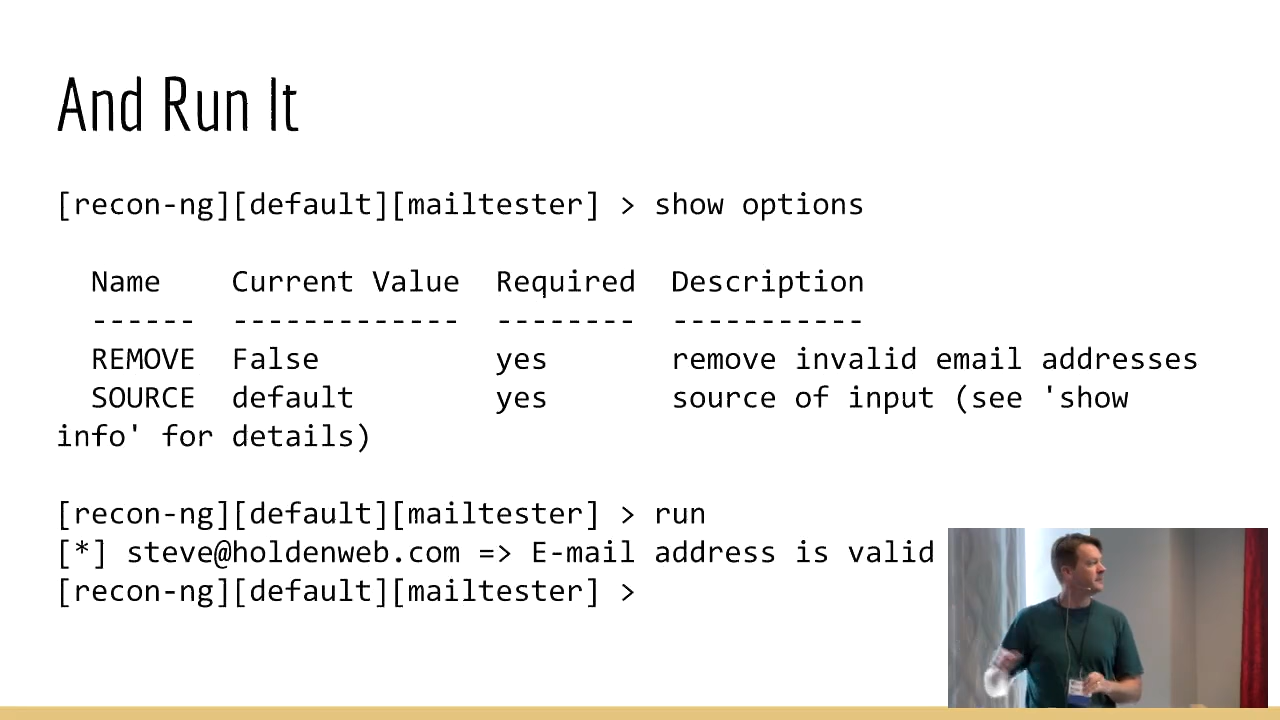 And Run It
[recon-ng][default][mailtester] > show options
Name Current Value Required Description
------ ------------- -------- -----------
REMOVE False yes remove invalid email addresses
SOURCE default yes source of input (see 'show
info' for details)
[recon-ng][default][mailtester] > run
[*] steve@holdenweb.com => E-mail address is valid
[recon-ng][default][mailtester] >